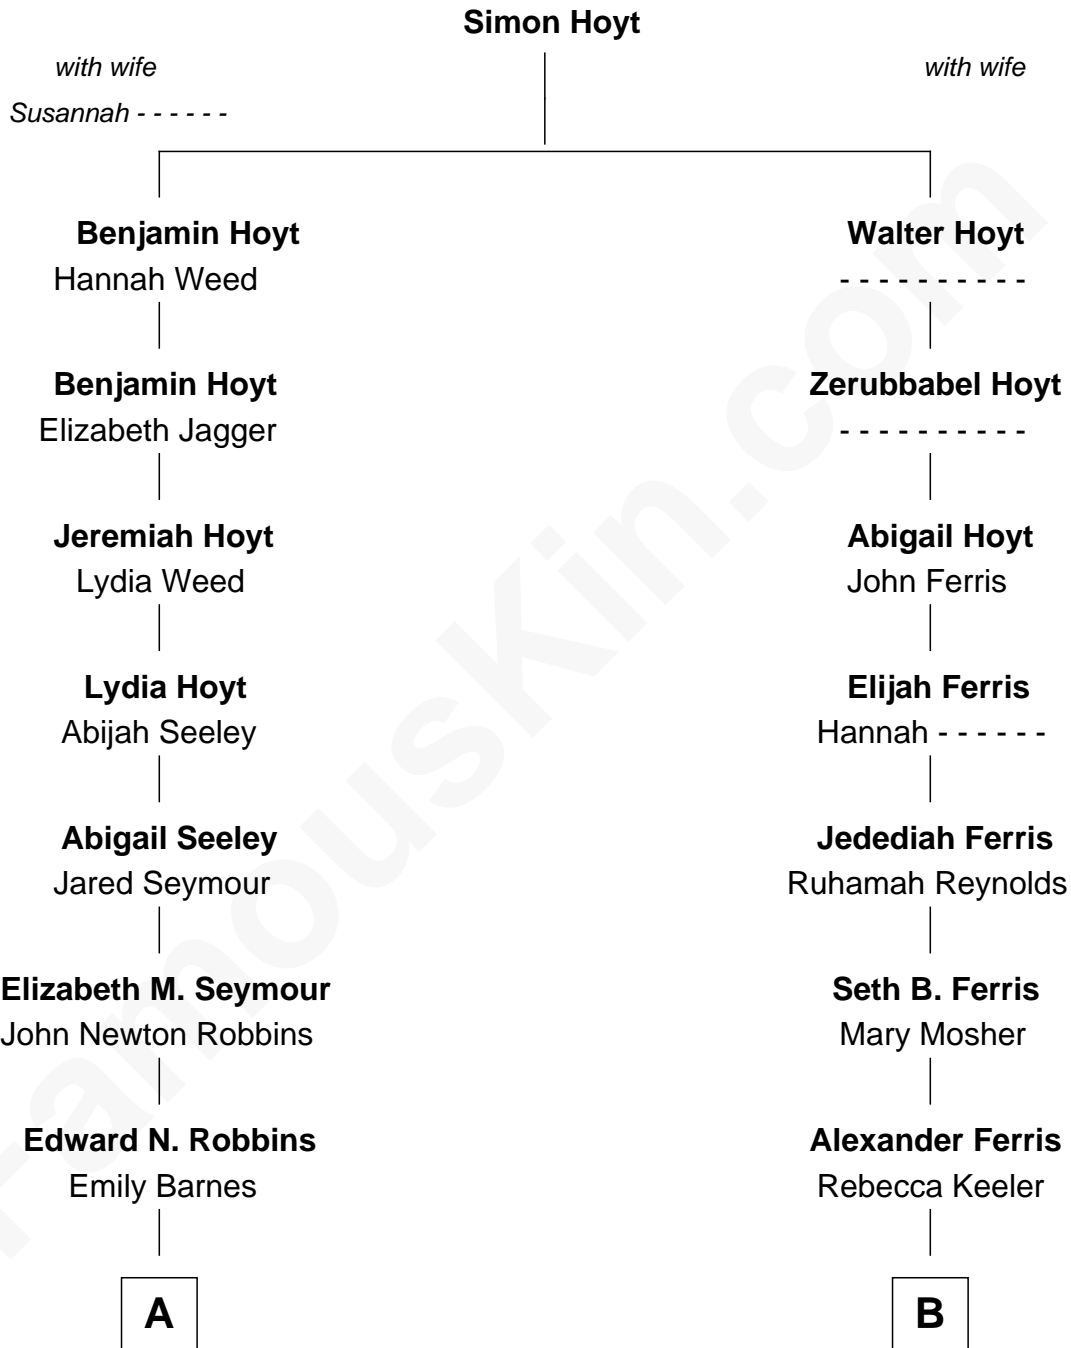 Simon Hoyt
with wife with wife
Susannah - - - - - -
Benjamin Hoyt Walter Hoyt
Hannah Weed - - - - - - - - - -
Benjamin Hoyt Zerubbabel Hoyt
Elizabeth Jagger - - - - - - - - - -
Jeremiah Hoyt Abigail Hoyt
Lydia Weed John Ferris
Lydia Hoyt Elijah Ferris
Abijah Seeley Hannah - - - - - -
Abigail Seeley Jedediah Ferris
Jared Seymour Ruhamah Reynolds
Elizabeth M. Seymour Seth B. Ferris
John Newton Robbins Mary Mosher
Edward N. Robbins Alexander Ferris
Emily Barnes Rebecca Keeler
A B
FamousKin.com